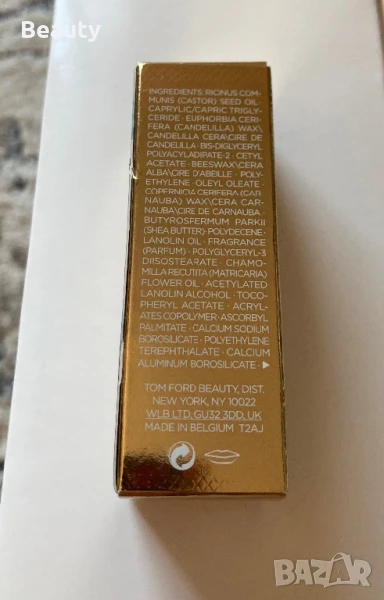 Beauty
INGREDIENTS: RICINUS COM-
MUNIS (CASTOR) SEED OIL •
CAPRYLIC/CAPRIC TRIGLY-
CERIDE • EUPHORBIA CERI-
FERA (CANDELILLA) WAX\
CANDELILLA CERA\CIRE DE
CANDELILLA • BIS-DIGLYCERYL
POLYACYLADIPATE-2 • CETYL
ACETATE • BEESWAX\CERA
ALBA\CIRE D'ABEILLE • POLY-
ETHYLENE • OLEYL OLEATE •
COPERNICIA CERIFERA (CAR-
NAUBA) WAX\CERA CAR-
NAUBA\CIRE DE CARNAUBA •
BUTYROSPERMUM PARKII
(SHEA BUTTER) • POLYDECENE •
LANOLIN OIL • FRAGRANCE
(PARFUM) • POLYGLYCERYL-3
DIISOSTEARATE • CHAMO-
MILLA RECUTITA (MATRICARIA)
FLOWER OIL • ACETYLATED
LANOLIN ALCOHOL • TOCO-
PHERYL ACETATE • ACRYL-
ATES COPOLYMER • ASCORBYL
PALMITATE • CALCIUM SODIUM
BOROSILICATE • POLYETHYLENE
TEREPHTHALATE • CALCIUM
ALUMINUM BOROSILICATE • ▶
TOM FORD BEAUTY, DIST.
NEW YORK, NY 10022
WLB LTD, GU32 3DD, UK
MADE IN BELGIUM T2AJ
BAZAR
Beauty